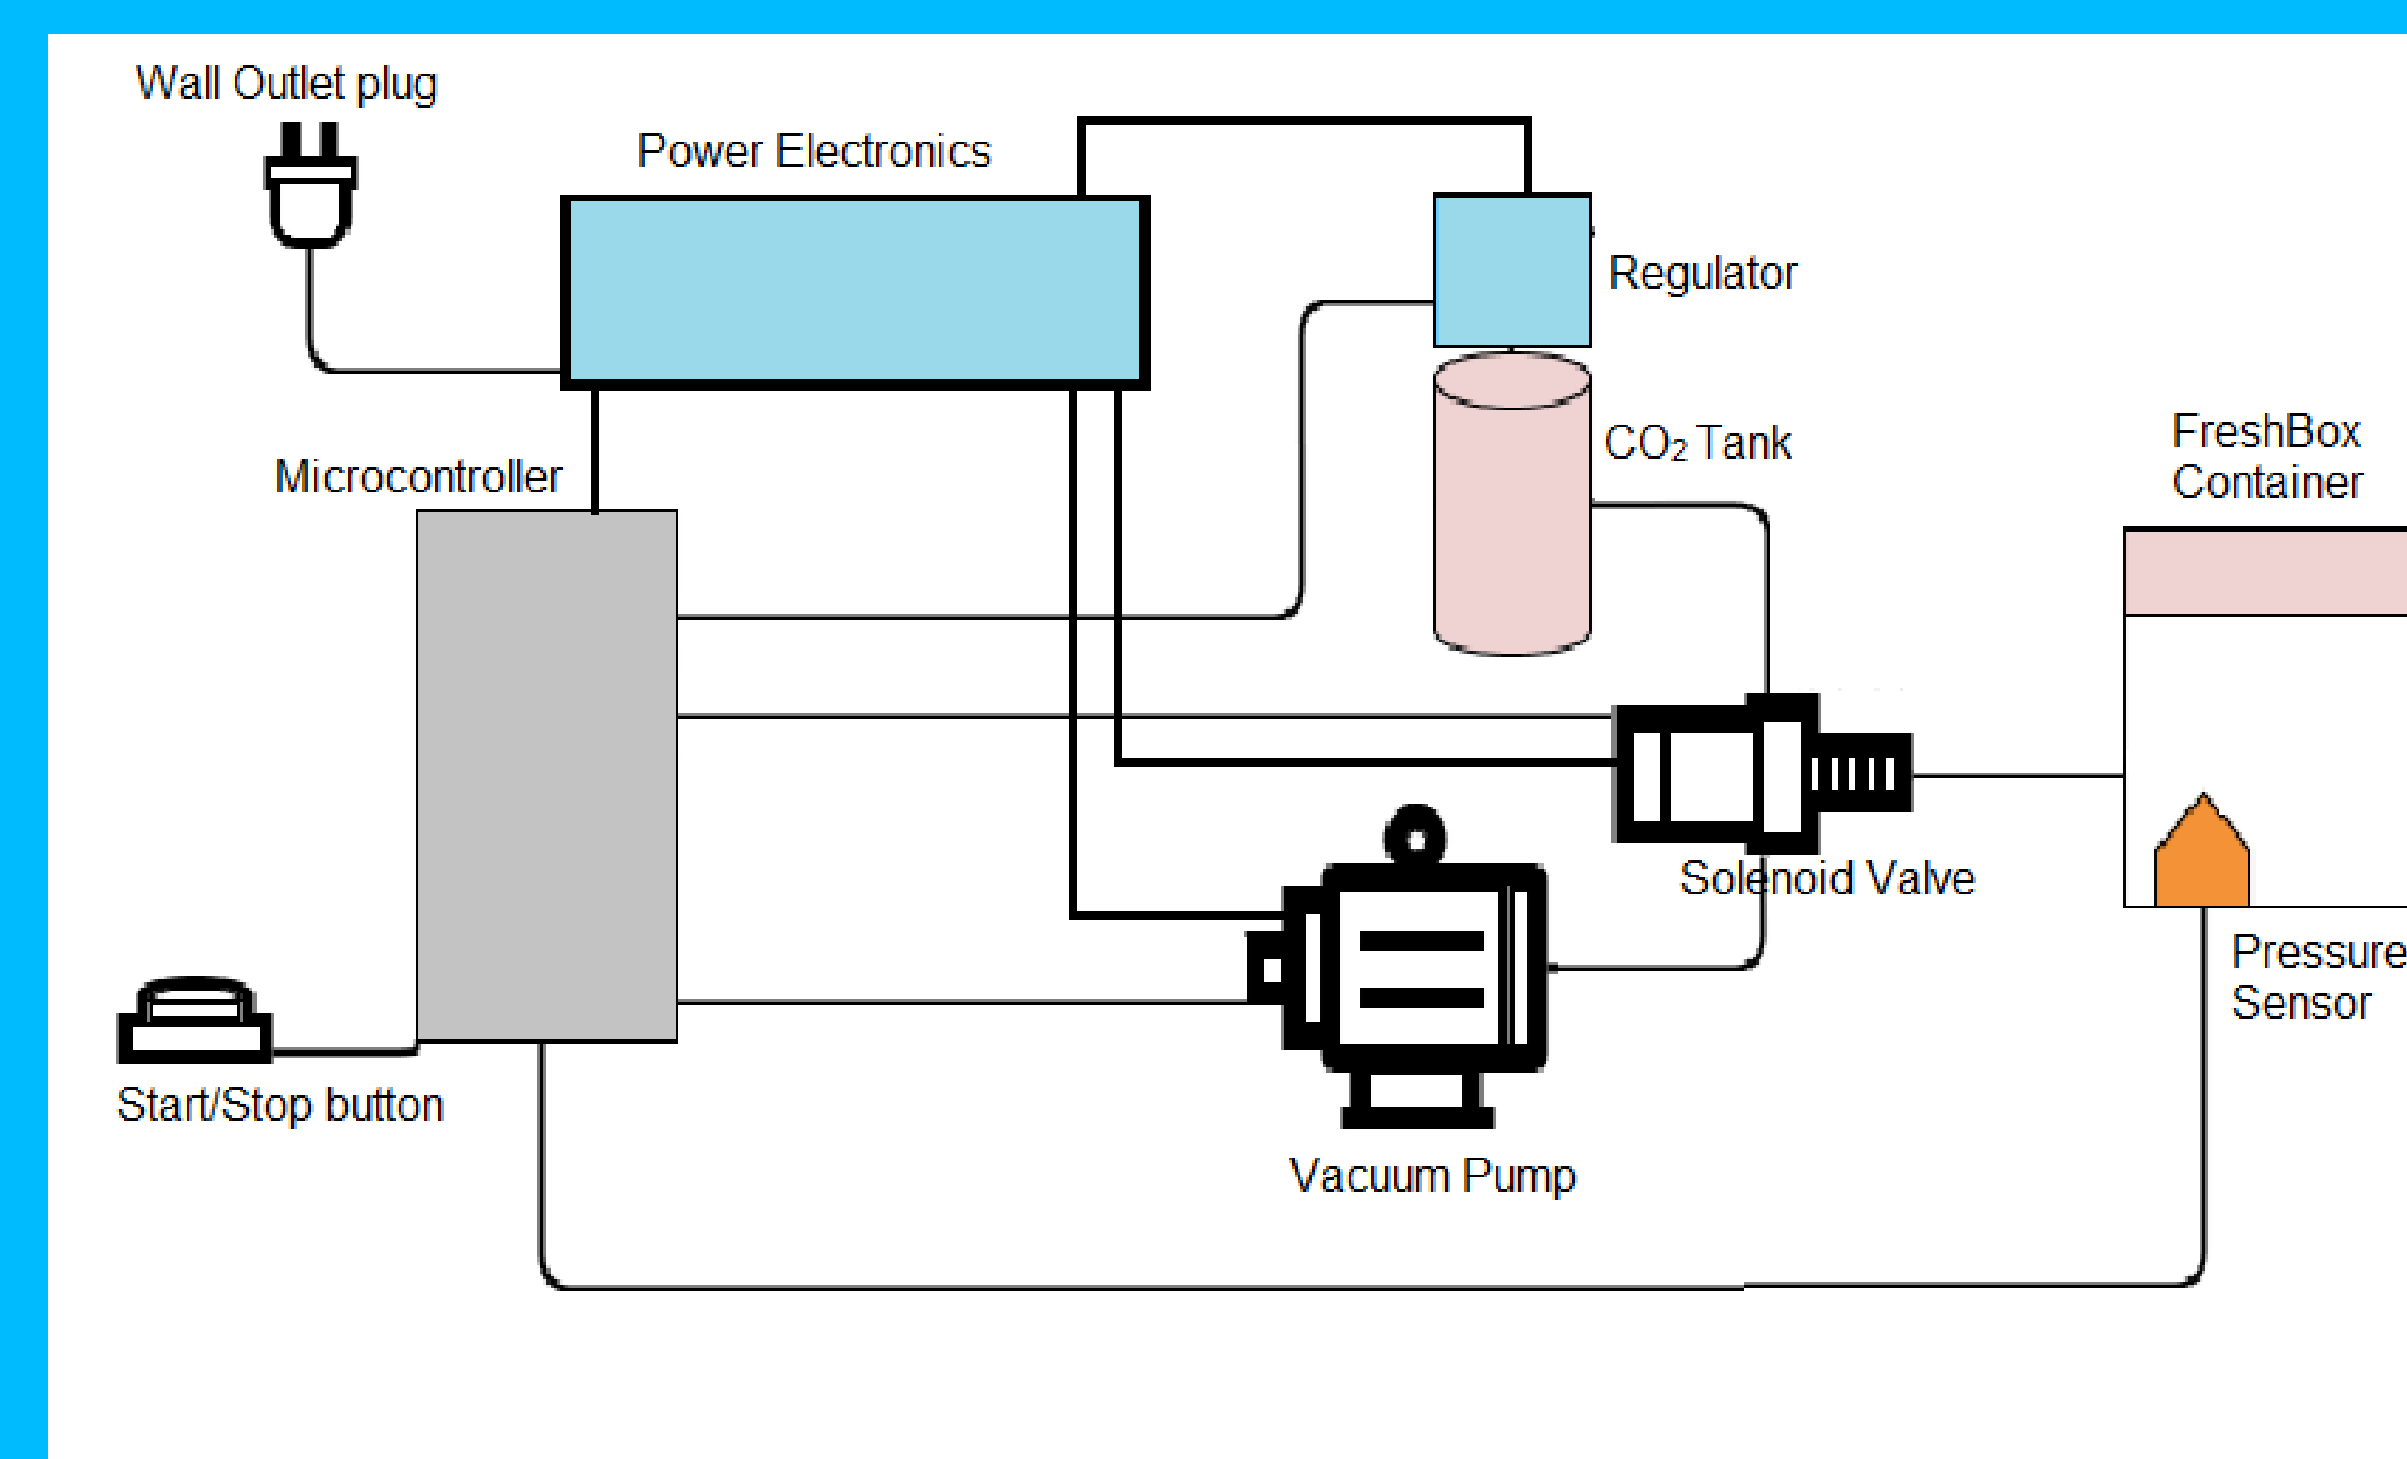 Wall Outlet plug
Power Electronics
Regulator
CO₂ Tank
FreshBox
Container
Microcontroller
Solenoid Valve
Pressure
Sensor
Start/Stop button
Vacuum Pump